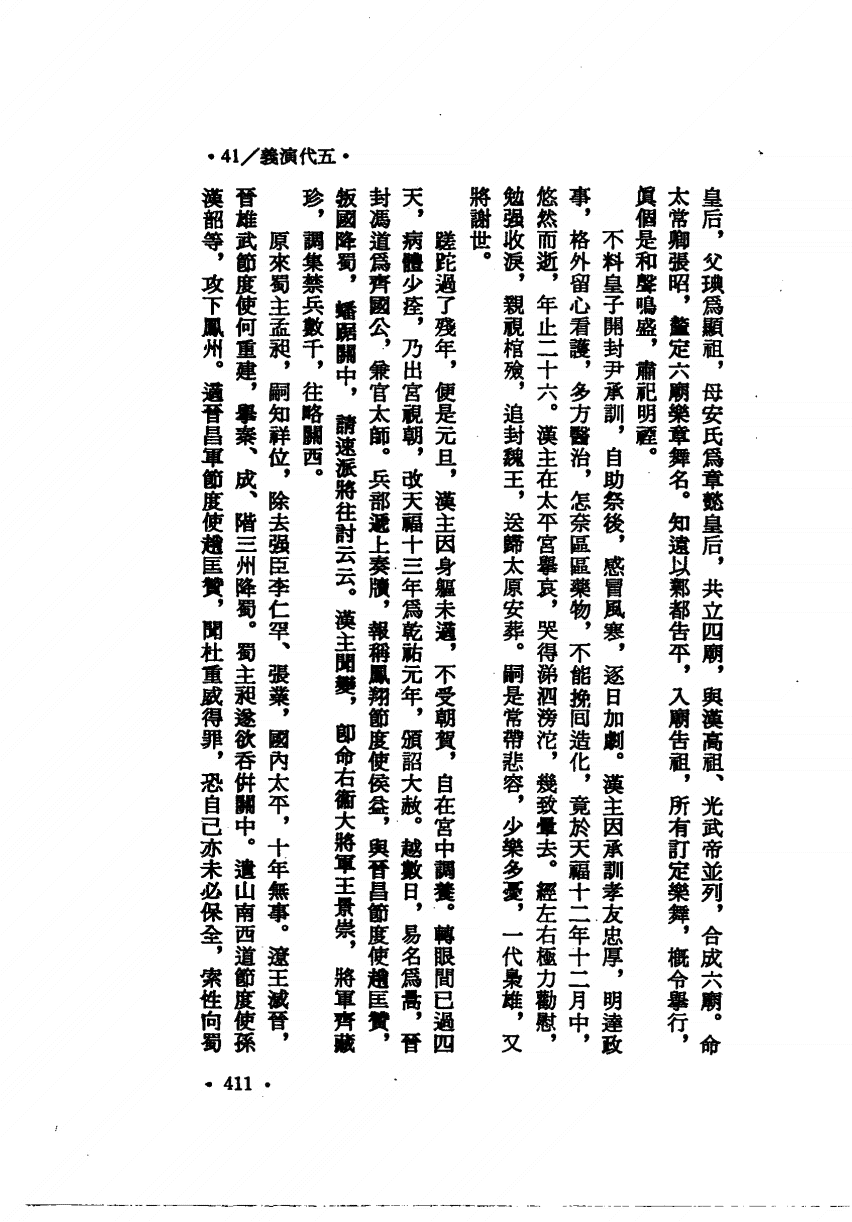 •41／義演代五•
皇后，父琠爲顯祖，母安氏爲章懿皇后，共立四廟，與漢高祖、光武帝並列，合成六廟。命
太常卿張昭，釐定六廟樂章舞名。知遠以鄴都告平，入廟告祖，所有訂定樂舞，概令舉行，
眞個是和聲鳴盛，肅祀明禋。
不料皇子開封尹承訓，自助祭後，感冒風寒，逐日加劇。漢主因承訓孝友忠厚，明達政
事，格外留心看護，多方醫治，怎奈區區藥物，不能挽回造化，竟於天福十二年十二月中，
悠然而逝，年止二十六。漢主在太平宮舉哀，哭得涕泗滂沱，幾致暈去。經左右極力勸慰，
勉强收淚，親視棺殮，追封魏王，送歸太原安葬。嗣是常帶悲容，少樂多憂，一代梟雄，又
將謝世。
蹉跎過了殘年，便是元旦，漢主因身軀未適，不受朝賀，自在宮中調養。轉眼間已過四
天，病體少痊，乃出宮視朝，改天福十三年爲乾祐元年，頒詔大赦。越數日，易名爲暠，晉
封馮道爲齊國公，兼官太師。兵部遞上奏牘，報稱鳳翔節度使侯益，與晉昌節度使趙匡贊，
叛國降蜀，蟠踞關中，請速派將往討云云。漢主聞變，卽命右衞大將軍王景崇，將軍齊藏
珍，調集禁兵數千，往略關西。
原來蜀主孟昶，嗣知祥位，除去强臣李仁罕、張業，國內太平，十年無事。遼王滅晉，
晉雄武節度使何重建，舉秦、成、階三州降蜀。蜀主昶遂欲吞併關中。遣山南西道節度使孫
漢韶等，攻下鳳州。適晉昌軍節度使趙匡贊，聞杜重威得罪，恐自己亦未必保全，索性向蜀
•411•